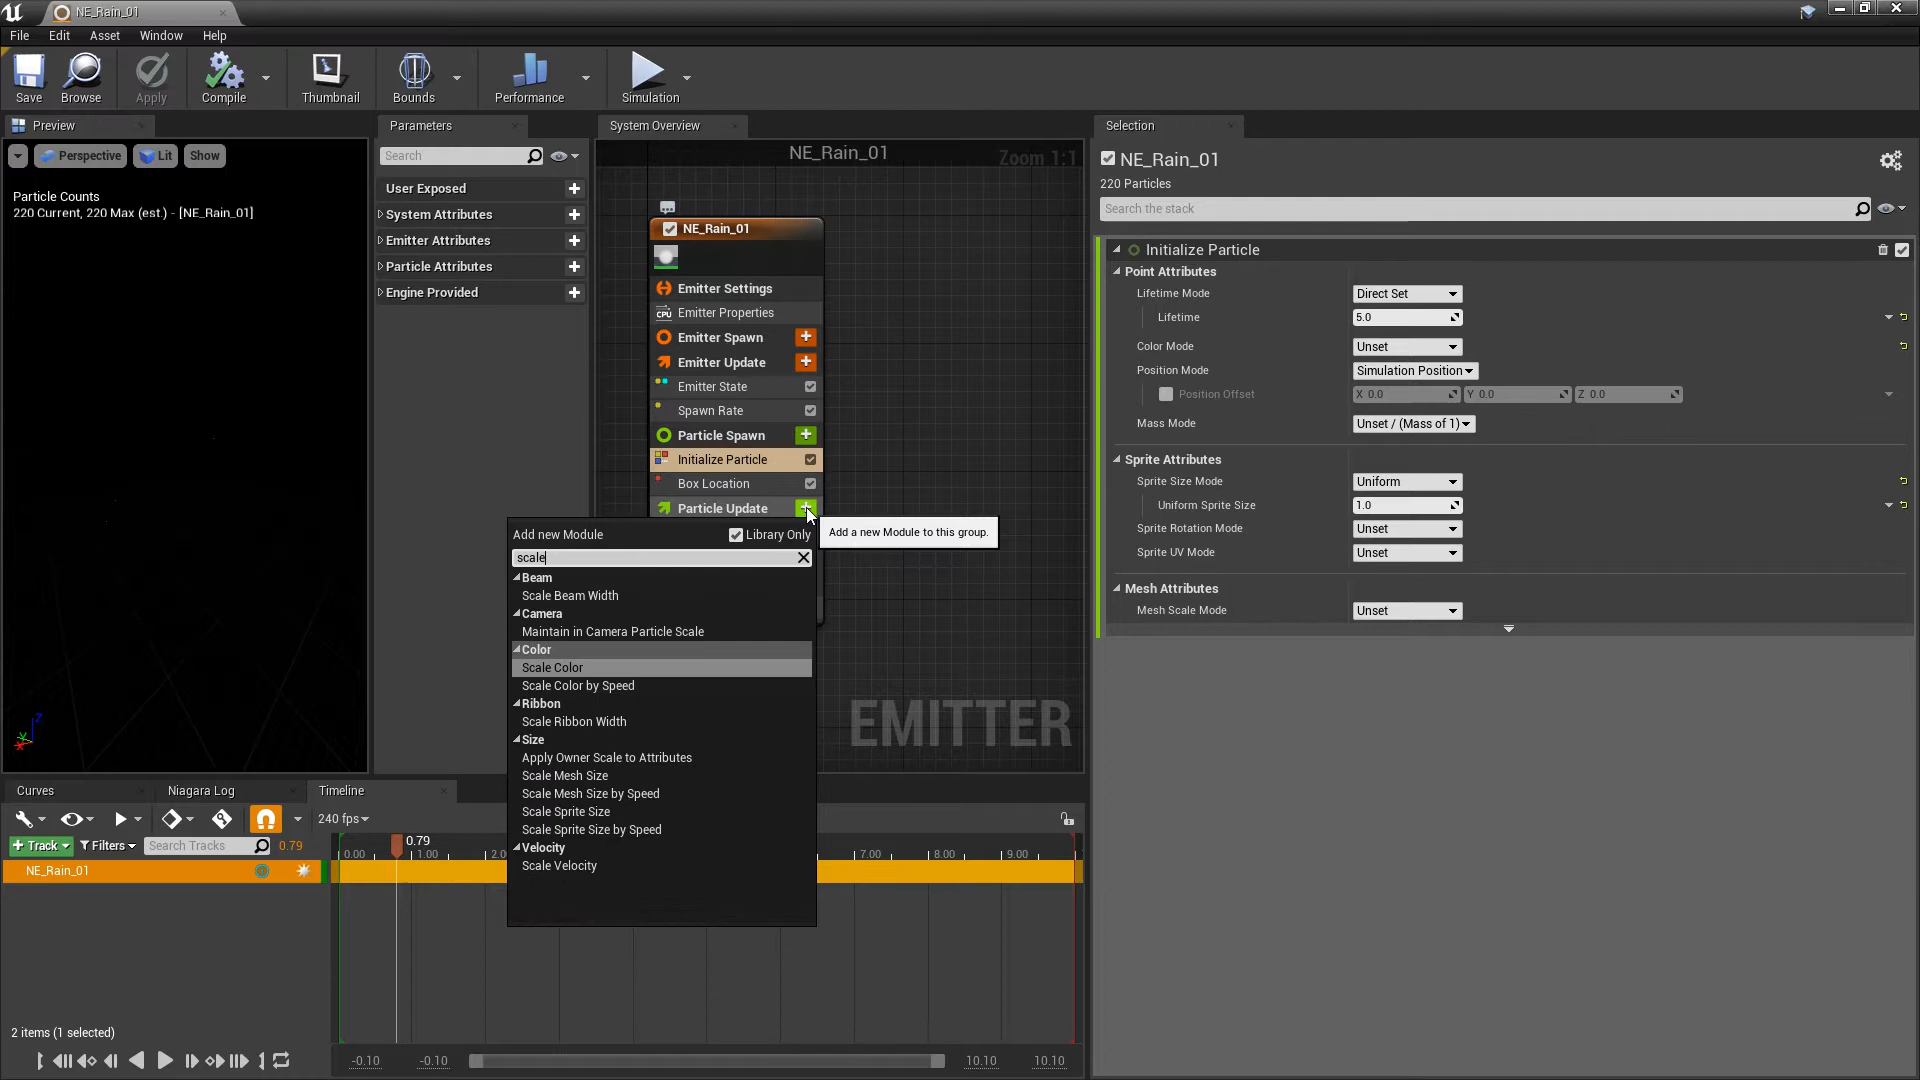 NE_Rain_01
File Edit Asset Window Help
Save Browse Apply Compile Thumbnail Bounds Performance Simulation
Preview
Perspective Lit Show
Particle Counts
220 Current, 220 Max (est.) - [NE_Rain_01]
Z
Parameters
Search
User Exposed
System Attributes
Emitter Attributes
Particle Attributes
Engine Provided
System Overview
NE_Rain_01
Zoom 1:1
NE_Rain_01
Emitter Settings
CPU Emitter Properties
Emitter Spawn
Emitter Update
Emitter State
Spawn Rate
Particle Spawn
Initialize Particle
Box Location
Particle Update
Add a new Module to this group.
EMITTER
Add new Module Library Only
scale
Beam
Scale Beam Width
Camera
Maintain in Camera Particle Scale
Color
Scale Color
Scale Color by Speed
Ribbon
Scale Ribbon Width
Size
Apply Owner Scale to Attributes
Scale Mesh Size
Scale Mesh Size by Speed
Scale Sprite Size
Scale Sprite Size by Speed
Velocity
Scale Velocity
Selection
NE_Rain_01
220 Particles
Search the stack
Initialize Particle
Point Attributes
Lifetime Mode Direct Set
Lifetime 5.0
Color Mode Unset
Position Mode Simulation Position
Position Offset X 0.0 Y 0.0 Z 0.0
Mass Mode Unset / (Mass of 1)
Sprite Attributes
Sprite Size Mode Uniform
Uniform Sprite Size 1.0
Sprite Rotation Mode Unset
Sprite UV Mode Unset
Mesh Attributes
Mesh Scale Mode Unset
Curves Niagara Log Timeline
240 fps
+ Track Filters Search Tracks 0.79
0.79
0.00 1.00 2.0 7.00 8.00 9.00
NE_Rain_01
2 items (1 selected)
-0.10 -0.10 10.10 10.10